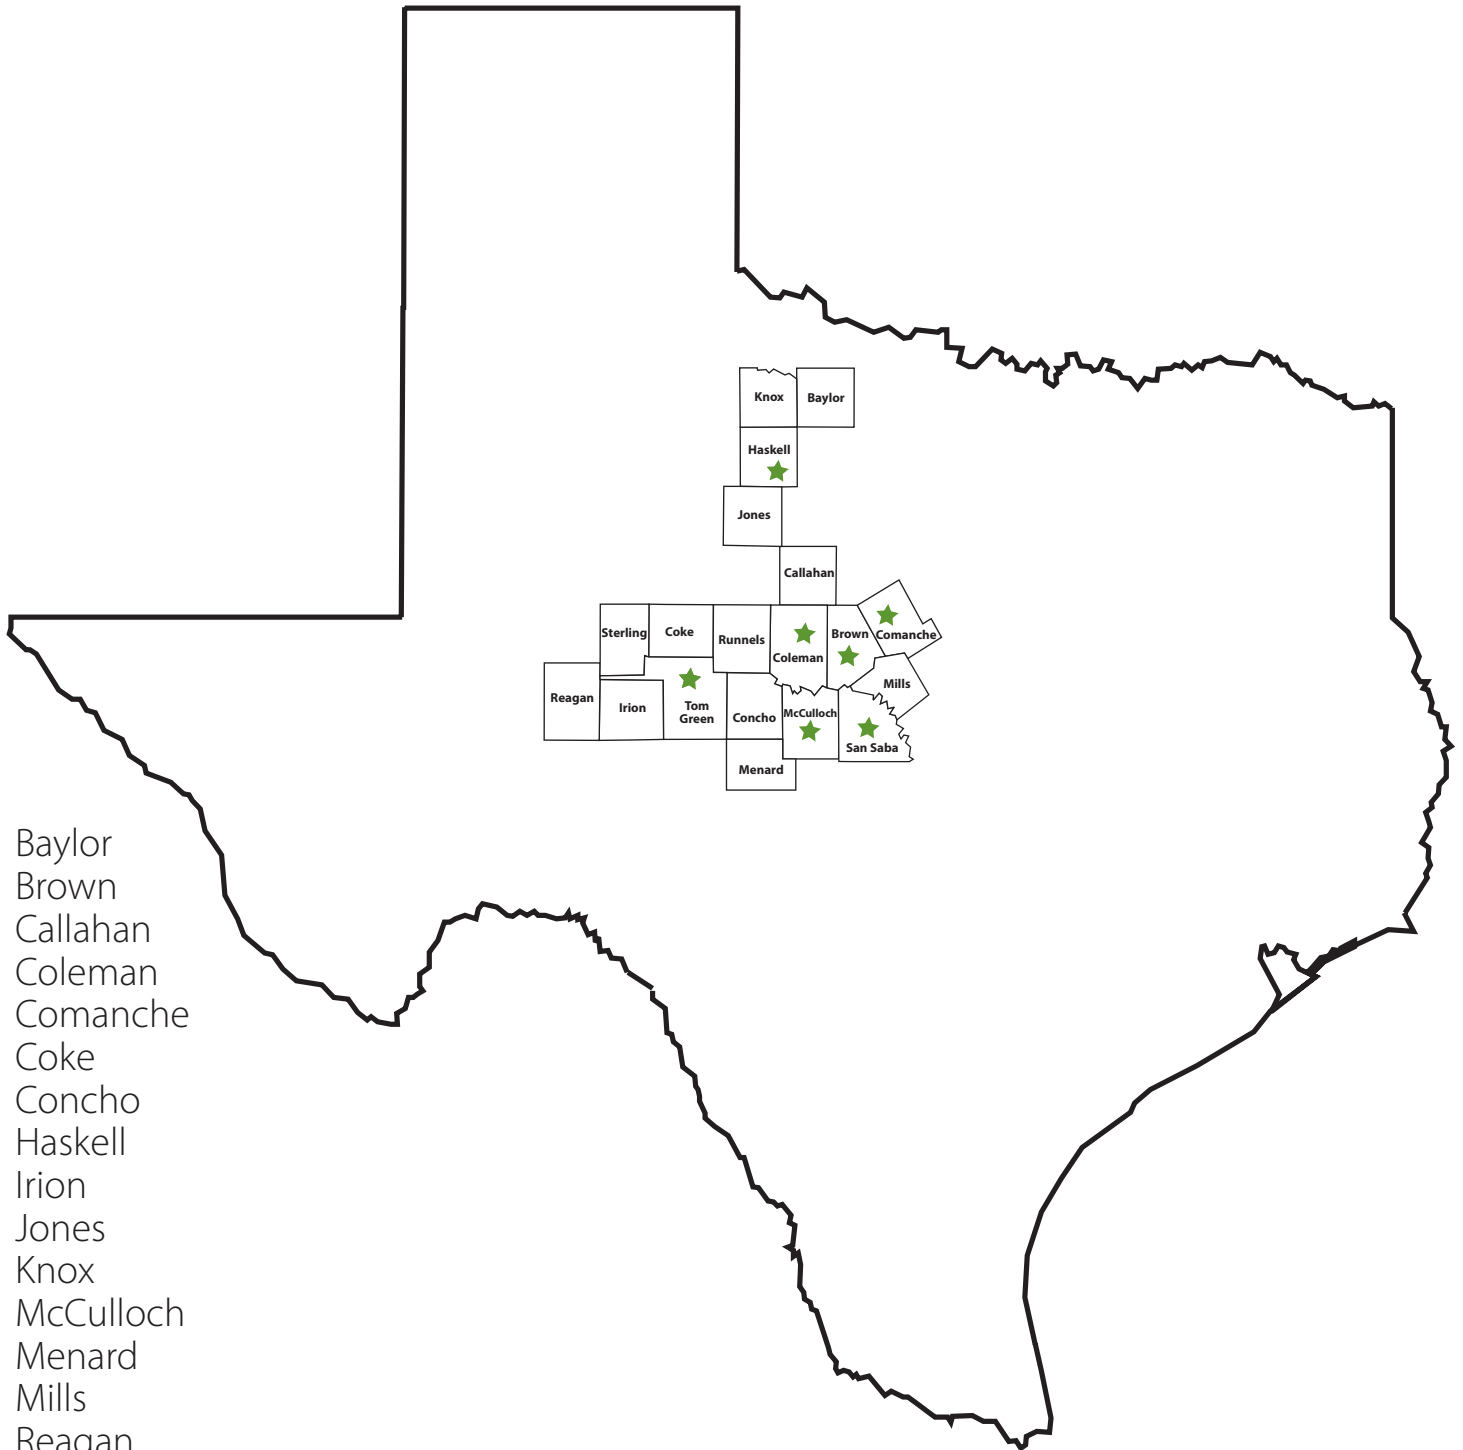 Knox
Baylor
Haskell
Jones
Callahan
Sterling
Coke
Runnels
Coleman
Brown
Comanche
Reagan
Irion
Tom
Green
Concho
McCulloch
Mills
San Saba
Menard
Baylor
Brown
Callahan
Coleman
Comanche
Coke
Concho
Haskell
Irion
Jones
Knox
McCulloch
Menard
Mills
Reagan